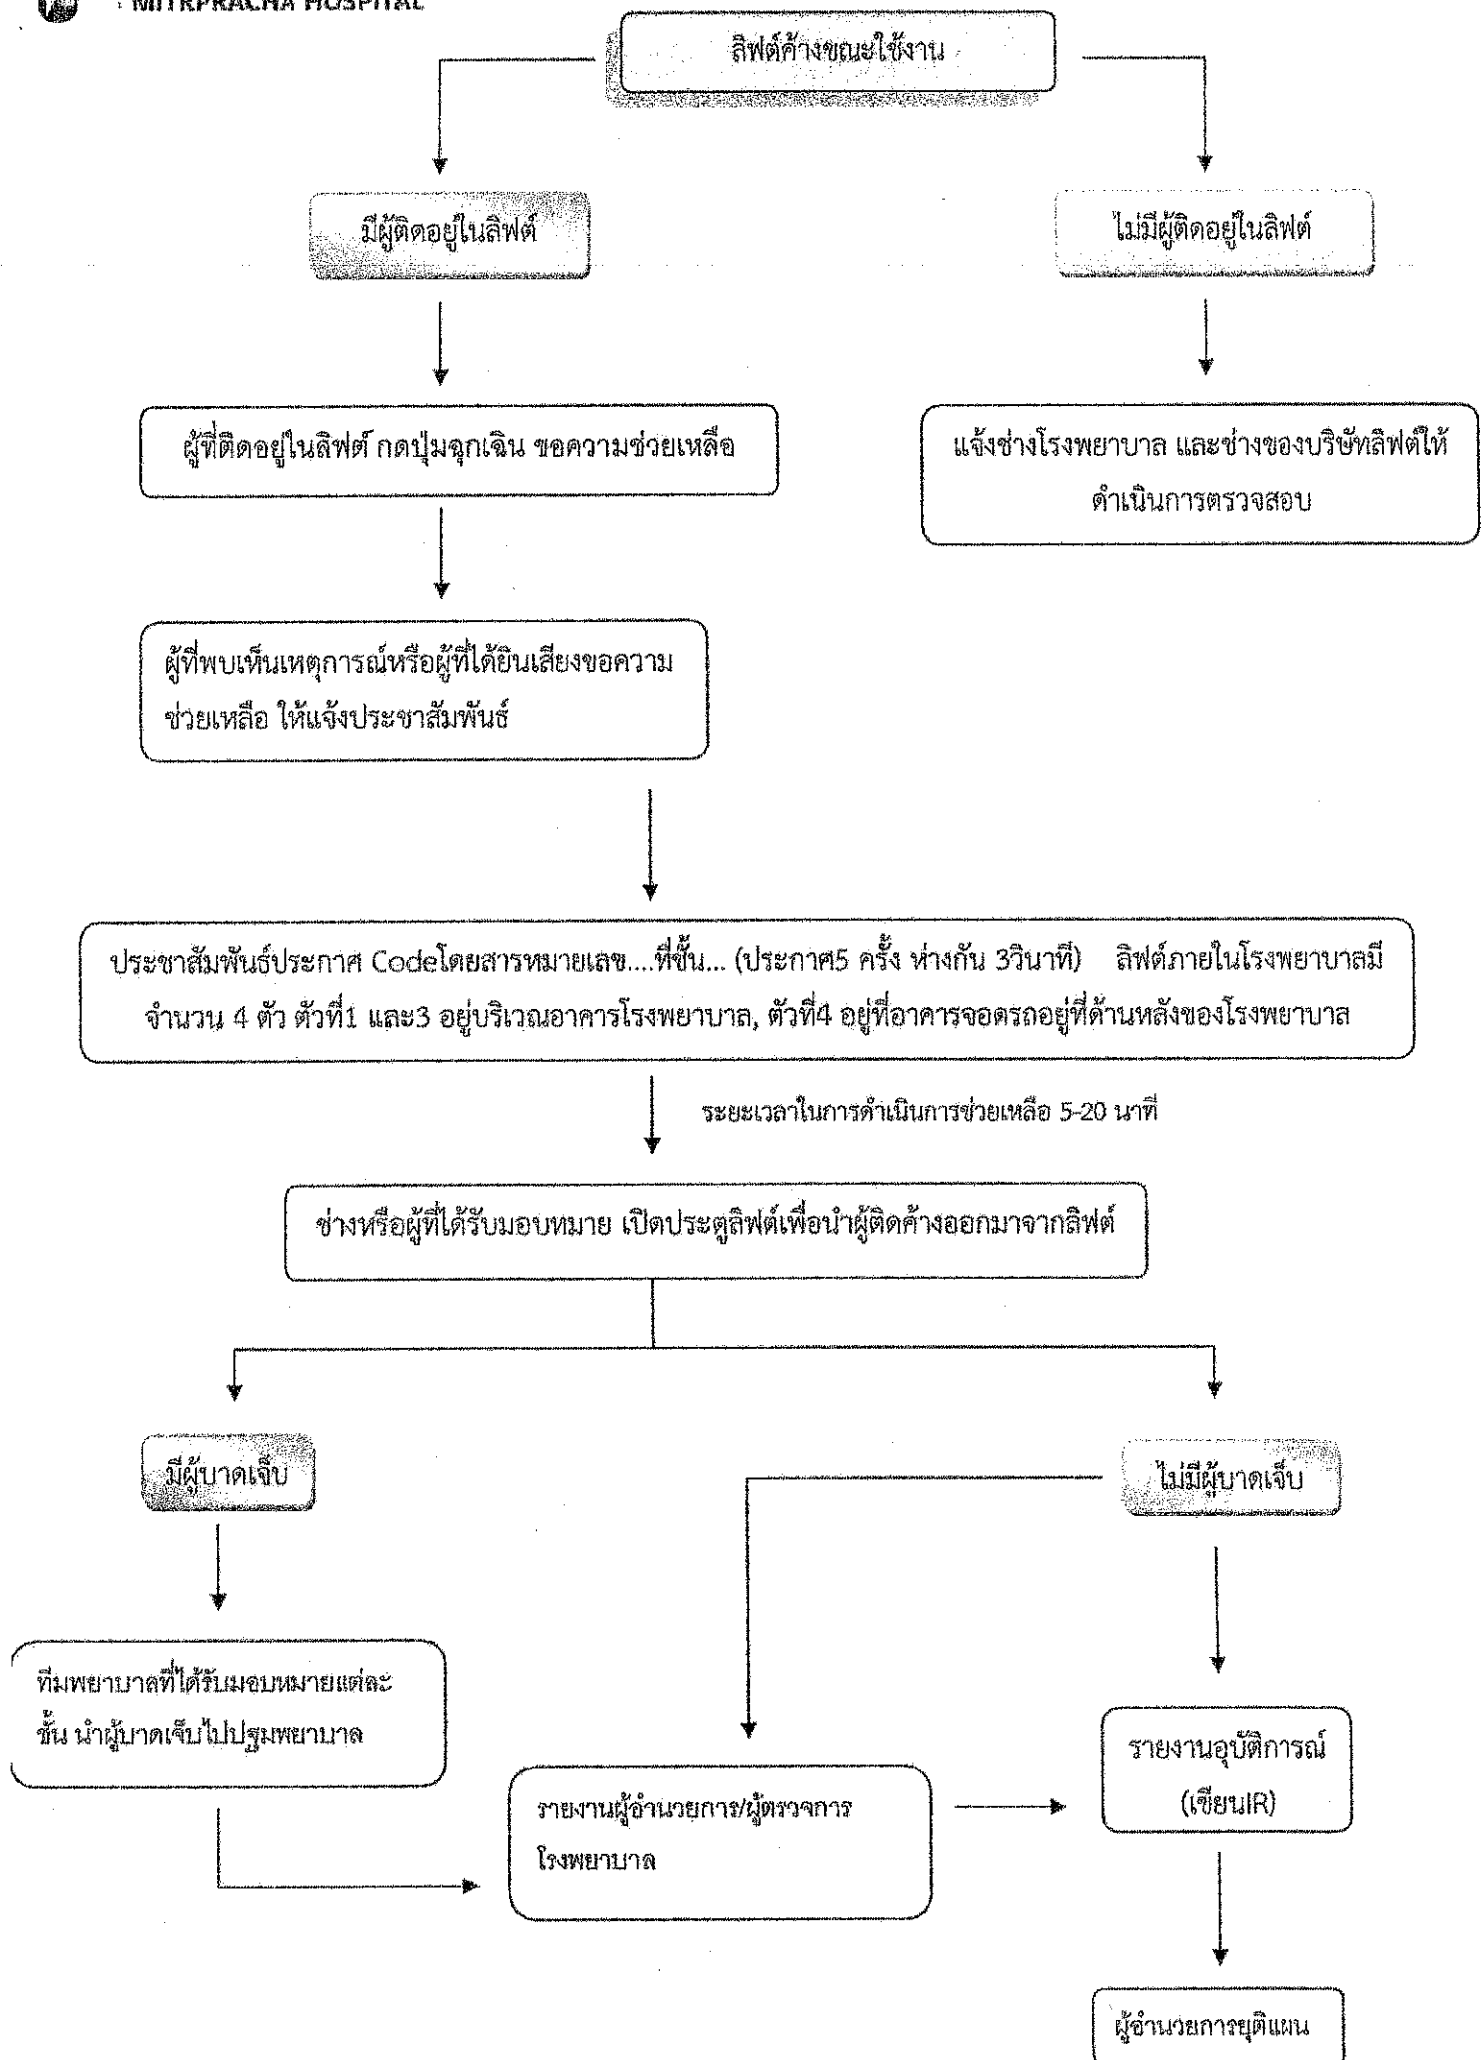 MITRPRACHA HOSPITAL
ลิฟต์ค้างขณะใช้งาน
มีผู้ติดอยู่ในลิฟต์
ไม่มีผู้ติดอยู่ในลิฟต์
ผู้ที่ติดอยู่ในลิฟต์ กดปุ่มฉุกเฉิน ขอความช่วยเหลือ
แจ้งช่างโรงพยาบาล และช่างของบริษัทลิฟต์ให้
ดำเนินการตรวจสอบ
ผู้ที่พบเห็นเหตุการณ์หรือผู้ที่ได้ยินเสียงขอความ
ช่วยเหลือ ให้แจ้งประชาสัมพันธ์
ประชาสัมพันธ์ประกาศ Codeโดยสารหมายเลข....ที่ชั้น... (ประกาศ5 ครั้ง ห่างกัน 3วินาที) ลิฟต์ภายในโรงพยาบาลมี
จำนวน 4 ตัว ตัวที่1 และ3 อยู่บริเวณอาคารโรงพยาบาล, ตัวที่4 อยู่ที่อาคารจอดรถอยู่ที่ด้านหลังของโรงพยาบาล
ระยะเวลาในการดำเนินการช่วยเหลือ 5-20 นาที
ช่างหรือผู้ที่ได้รับมอบหมาย เปิดประตูลิฟต์เพื่อนำผู้ติดค้างออกมาจากลิฟต์
มีผู้บาดเจ็บ
ไม่มีผู้บาดเจ็บ
ทีมพยาบาลที่ได้รับมอบหมายแต่ละ
ชั้น นำผู้บาดเจ็บไปปฐมพยาบาล
รายงานผู้อำนวยการ/ผู้ตรวจการ
โรงพยาบาล
รายงานอุบัติการณ์
(เขียนIR)
ผู้อำนวยการยุติแผน